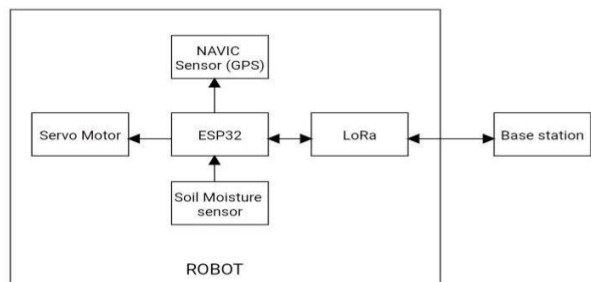 NAVIC
Sensor (GPS)
Servo Motor
ESP32
LoRa
Base station
Soil Moisture
sensor
ROBOT